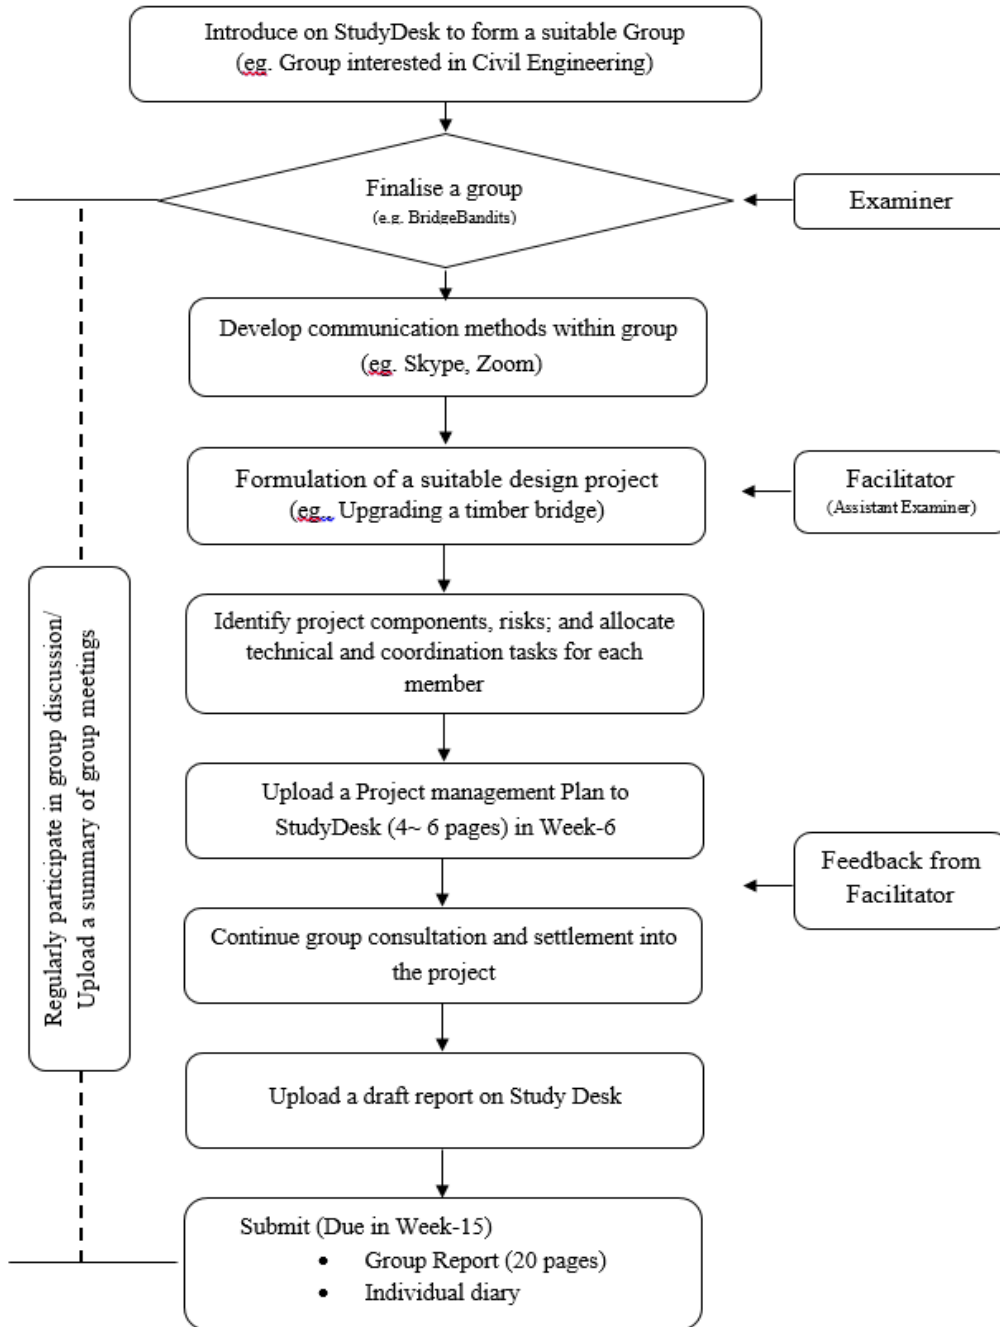 Introduce on StudyDesk to form a suitable Group
(eg. Group interested in Civil Engineering)
Finalise a group
(e.g. BridgeBandits)
Examiner
Develop communication methods within group
(eg. Skype, Zoom)
Formulation of a suitable design project
(eg.. Upgrading a timber bridge)
Facilitator
(Assistant Examiner)
Identify project components, risks; and allocate
technical and coordination tasks for each
member
Regularly participate in group discussion/
Upload a summary of group meetings
Upload a Project management Plan to
StudyDesk (4~ 6 pages) in Week-6
Feedback from
Facilitator
Continue group consultation and settlement into
the project
Upload a draft report on Study Desk
Submit (Due in Week-15)
• Group Report (20 pages)
• Individual diary